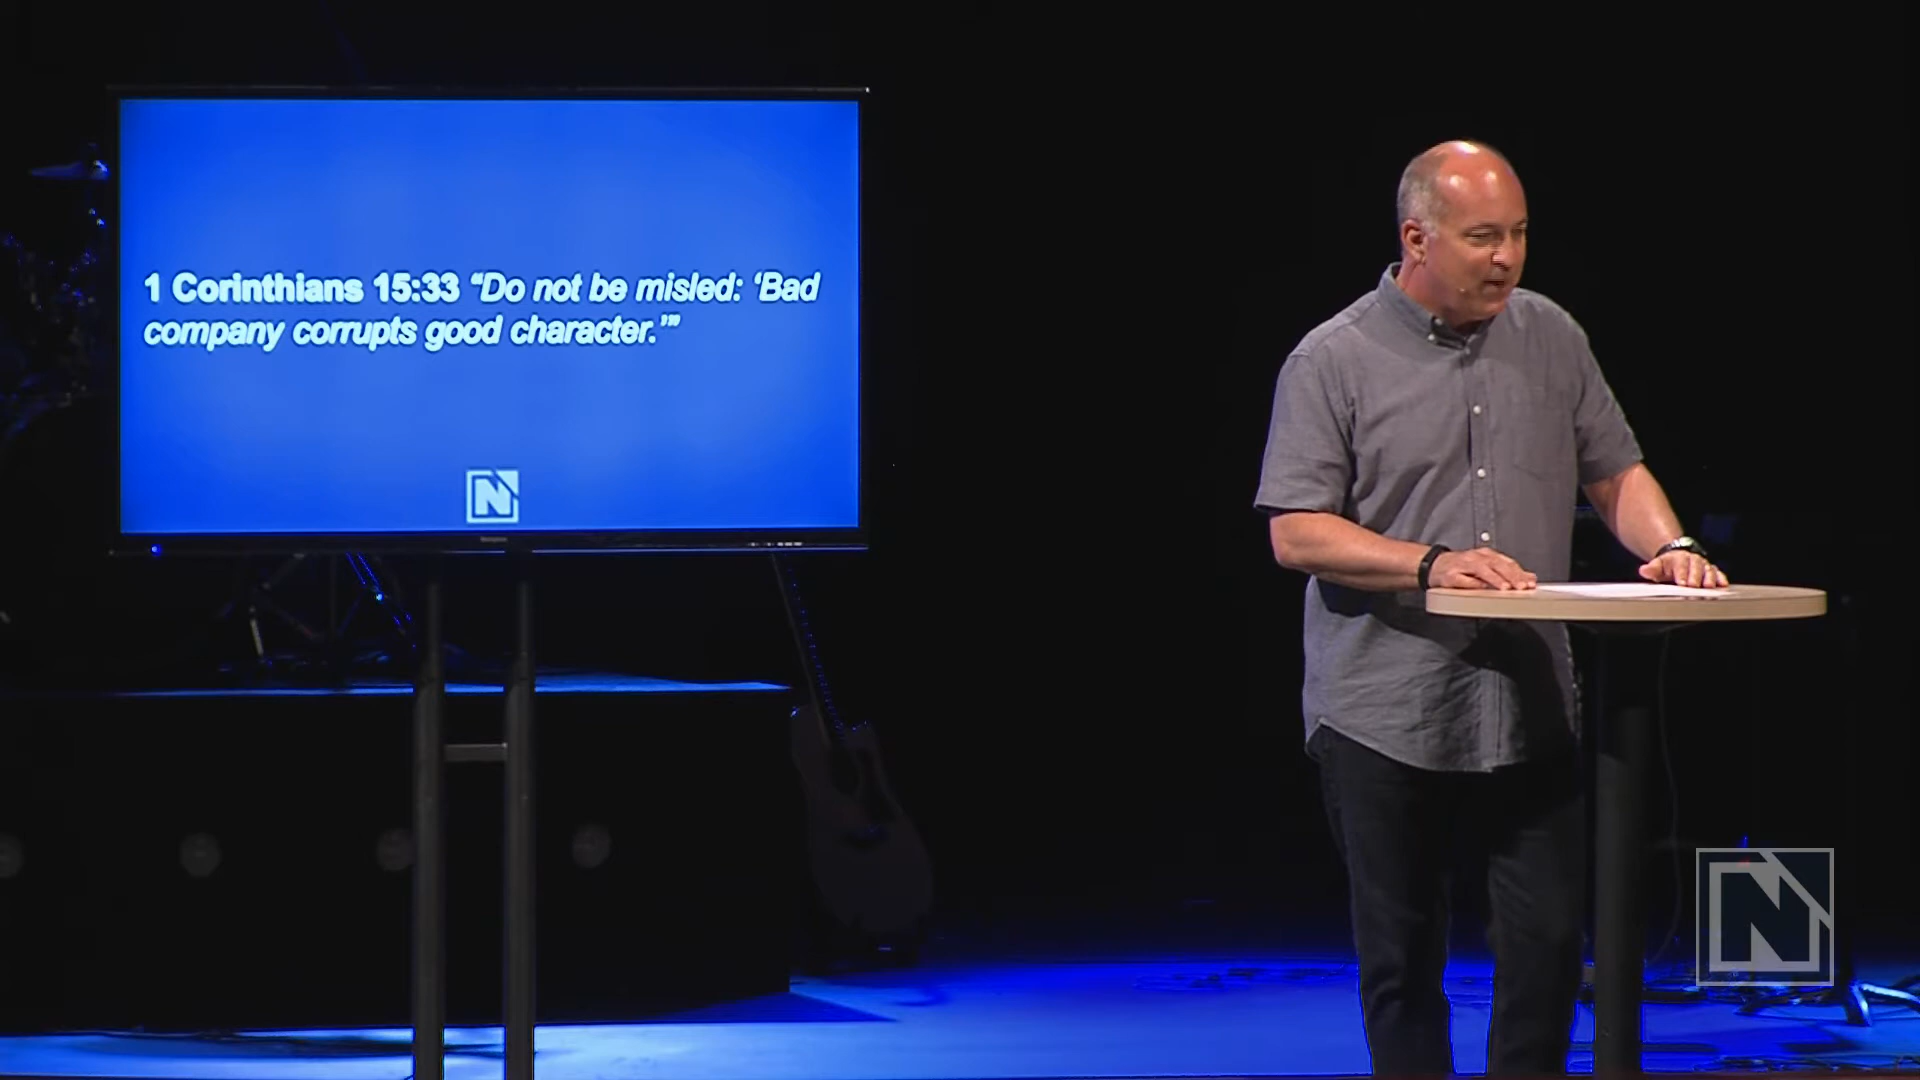 1 Corinthians 15:33 “Do not be misled: ‘Bad
company corrupts good character.’”
N
N